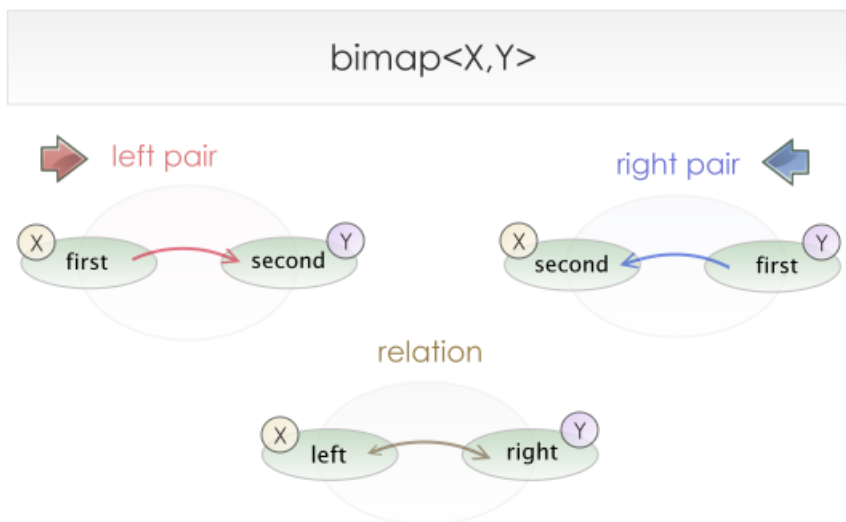 bimap<X,Y>
left pair
right pair
X
first
second
Y
X
second
first
Y
relation
X
left
right
Y